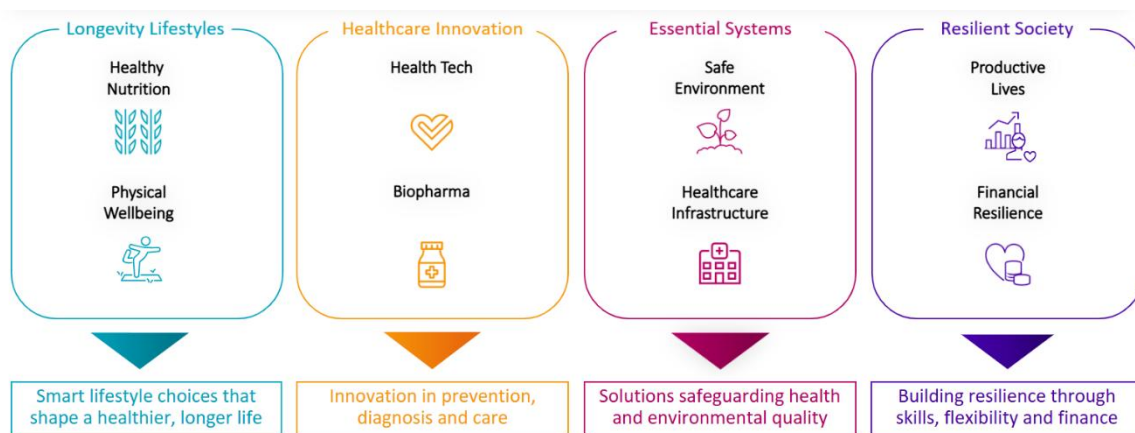 Longevity Lifestyles
Healthy
Nutrition
Physical
Wellbeing
Smart lifestyle choices that
shape a healthier, longer life
Healthcare Innovation
Health Tech
Biopharma
Innovation in prevention,
diagnosis and care
Essential Systems
Safe
Environment
Healthcare
Infrastructure
Solutions safeguarding health
and environmental quality
Resilient Society
Productive
Lives
Financial
Resilience
Building resilience through
skills, flexibility and finance